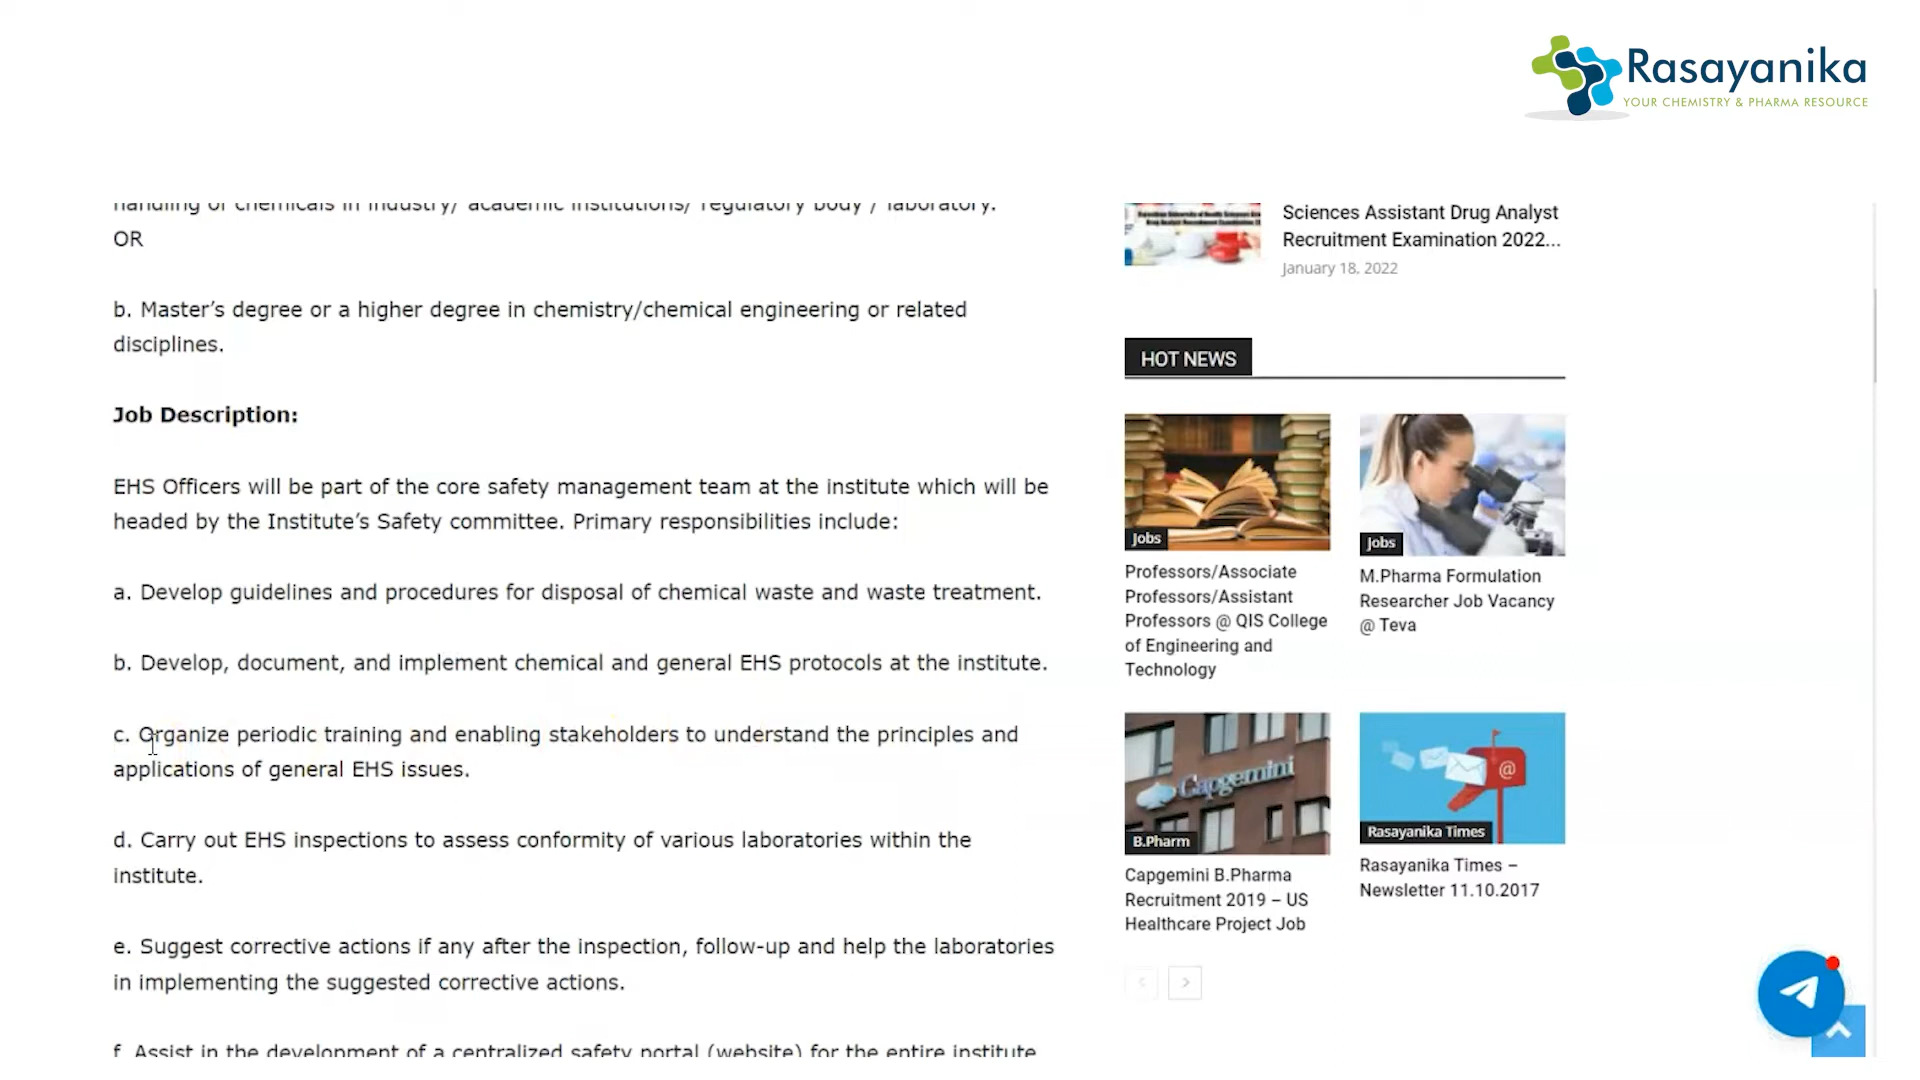 Rasayanika
YOUR CHEMISTRY & PHARMA RESOURCE
handling of chemicals in industry/ academic institutions/ regulatory body / laboratory.
OR
b. Master’s degree or a higher degree in chemistry/chemical engineering or related
disciplines.
Job Description:
EHS Officers will be part of the core safety management team at the institute which will be
headed by the Institute’s Safety committee. Primary responsibilities include:
a. Develop guidelines and procedures for disposal of chemical waste and waste treatment.
b. Develop, document, and implement chemical and general EHS protocols at the institute.
c. Organize periodic training and enabling stakeholders to understand the principles and
applications of general EHS issues.
d. Carry out EHS inspections to assess conformity of various laboratories within the
institute.
e. Suggest corrective actions if any after the inspection, follow-up and help the laboratories
in implementing the suggested corrective actions.
f. Assist in the development of a centralized safety portal (website) for the entire institute
Sciences Assistant Drug Analyst
Recruitment Examination 2022...
January 18, 2022
HOT NEWS
Jobs
Professors/Associate
Professors/Assistant
Professors @ QIS College
of Engineering and
Technology
Jobs
M.Pharma Formulation
Researcher Job Vacancy
@ Teva
Capgemini
B.Pharm
Capgemini B.Pharma
Recruitment 2019 – US
Healthcare Project Job
@
Rasayanika Times
Rasayanika Times –
Newsletter 11.10.2017